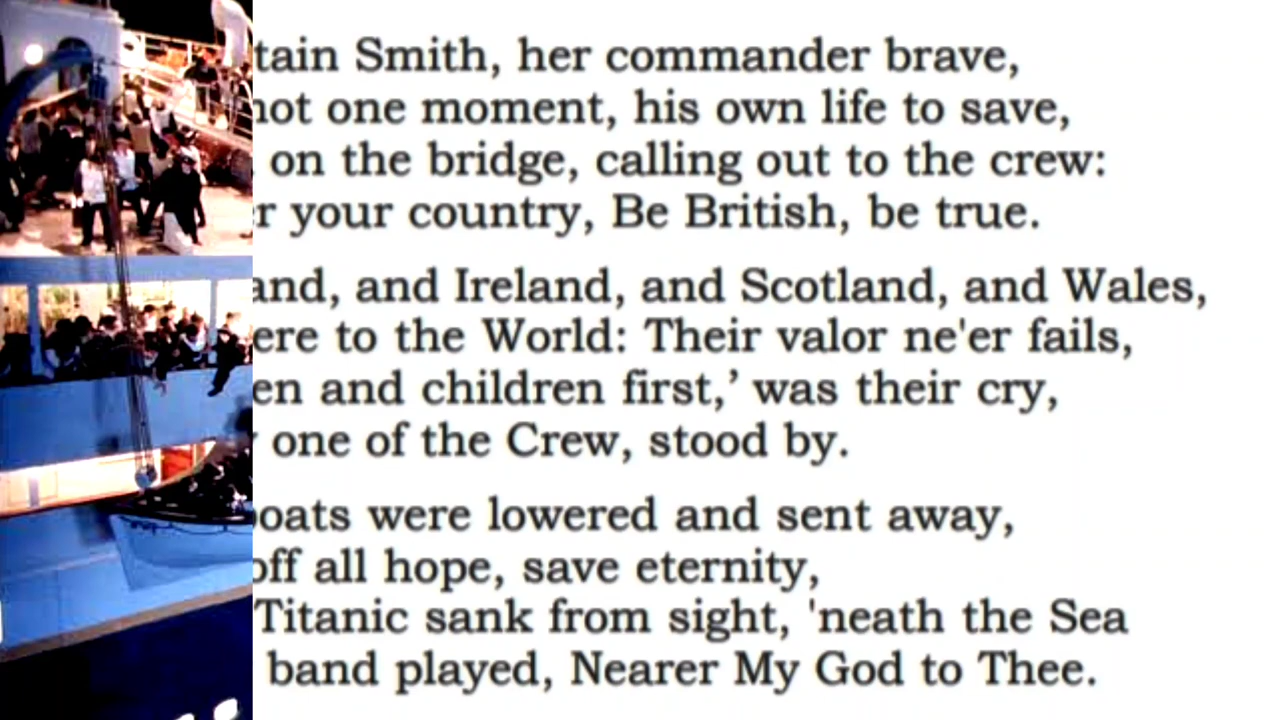 tain Smith, her commander brave,
not one moment, his own life to save,
on the bridge, calling out to the crew:
r your country, Be British, be true.
and, and Ireland, and Scotland, and Wales,
ere to the World: Their valor ne'er fails,
en and children first,’ was their cry,
one of the Crew, stood by.
oats were lowered and sent away,
off all hope, save eternity,
Titanic sank from sight, 'neath the Sea
band played, Nearer My God to Thee.